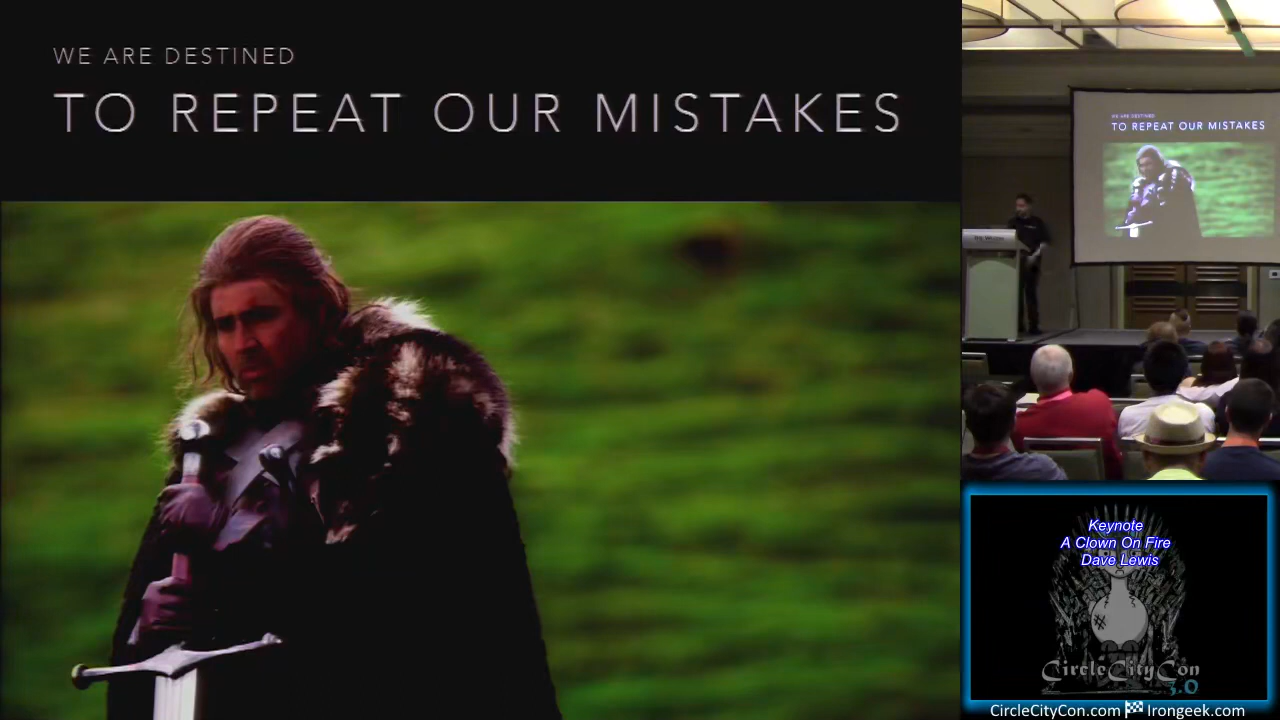 WE ARE DESTINED
TO REPEAT OUR MISTAKES
WE ARE DESTINED
TO REPEAT OUR MISTAKES
Keynote
A Clown On Fire
Dave Lewis
CircleCityCon
3.0
CircleCityCon.com Irongeek.com